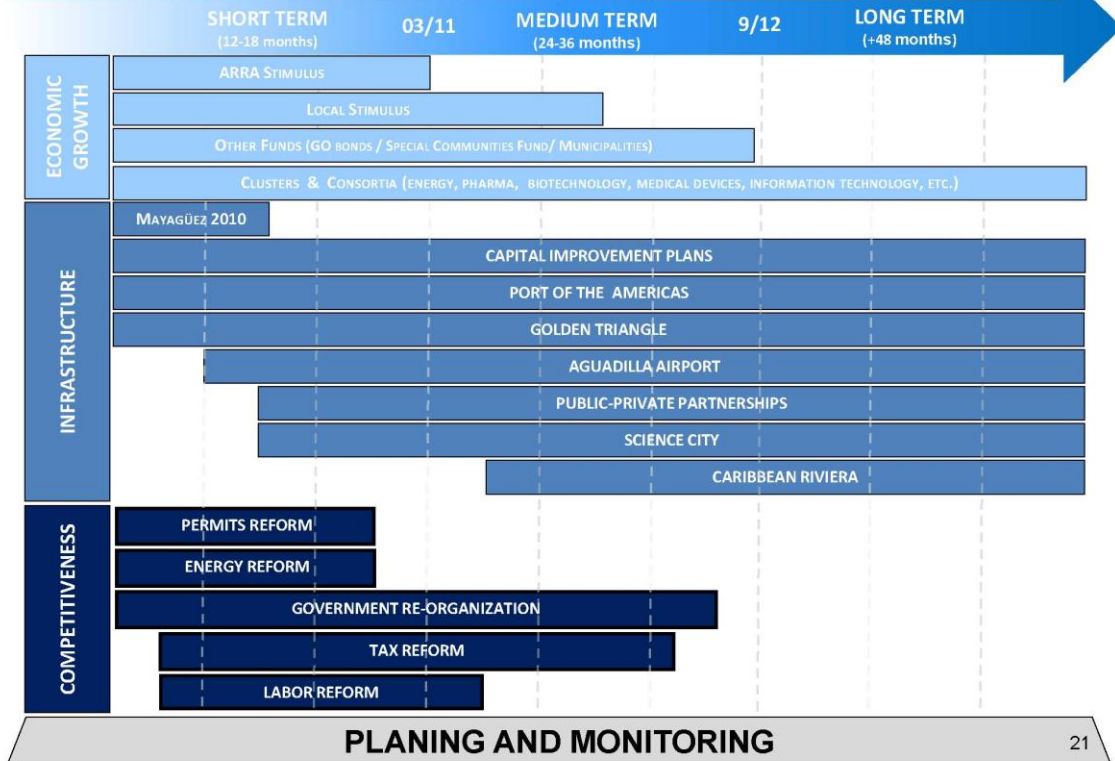 SHORT TERM
(12-18 months)
03/11
MEDIUM TERM
(24-36 months)
9/12
LONG TERM
(+48 months)
ECONOMIC
GROWTH
ARRA STIMULUS
LOCAL STIMULUS
OTHER FUNDS (GO BONDS / SPECIAL COMMUNITIES FUND/ MUNICIPALITIES)
CLUSTERS & CONSORTIA (ENERGY, PHARMA, BIOTECHNOLOGY, MEDICAL DEVICES, INFORMATION TECHNOLOGY, ETC.)
INFRASTRUCTURE
MAYAGÜEZ 2010
CAPITAL IMPROVEMENT PLANS
PORT OF THE AMERICAS
GOLDEN TRIANGLE
AGUADILLA AIRPORT
PUBLIC-PRIVATE PARTNERSHIPS
SCIENCE CITY
CARIBBEAN RIVIERA
COMPETITIVENESS
PERMITS REFORM
ENERGY REFORM
GOVERNMENT RE-ORGANIZATION
TAX REFORM
LABOR REFORM
PLANING AND MONITORING
21